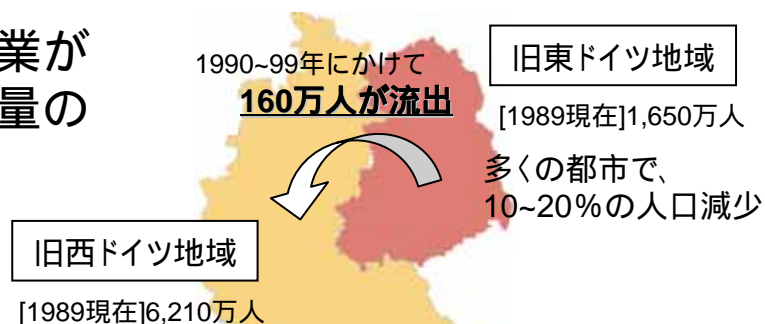 業が
量の
1990~99年にかけて
160万人が流出
旧東ドイツ地域
[1989現在]1,650万人
多くの都市で、
10~20%の人口減少
旧西ドイツ地域
[1989現在]6,210万人